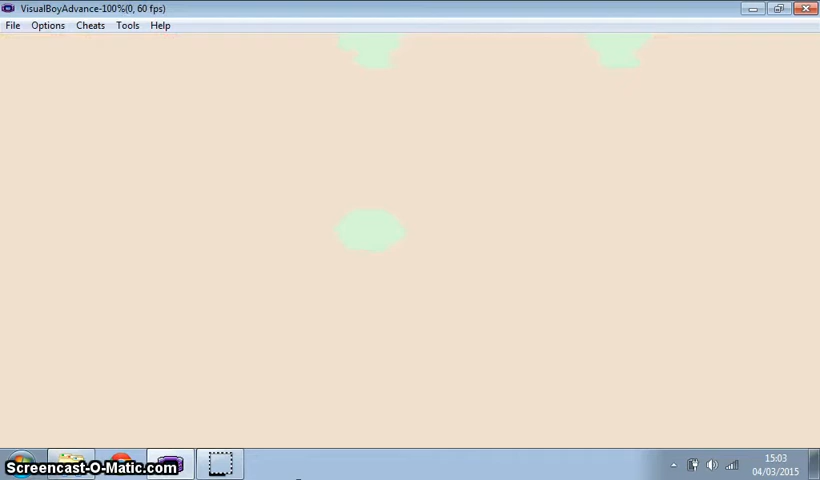 VisualBoyAdvance-100%(0, 60 fps)
File Options Cheats Tools Help
Screencast-O-Matic.com
15:03
04/03/2015